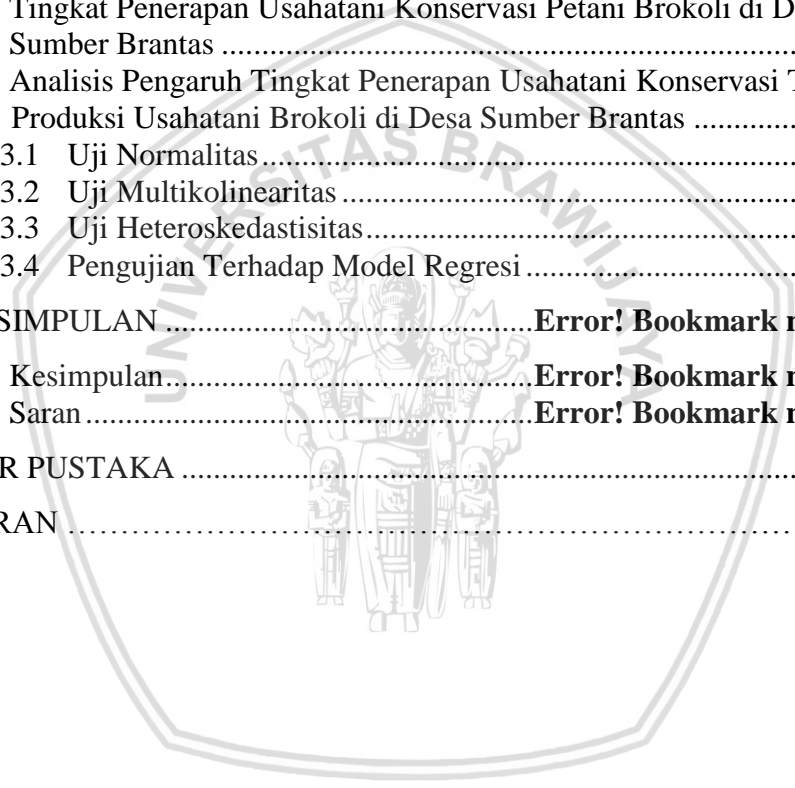 Tingkat Penerapan Usahatani Konservasi Petani Brokoli di D
Sumber Brantas ........................................................................
Analisis Pengaruh Tingkat Penerapan Usahatani Konservasi T
Produksi Usahatani Brokoli di Desa Sumber Brantas ..............
3.1 Uji Normalitas ........................................................................
3.2 Uji Multikolinearitas ........................................................................
3.3 Uji Heteroskedastisitas ........................................................................
3.4 Pengujian Terhadap Model Regresi ........................................
SIMPULAN ................................................Error! Bookmark n
Kesimpulan ................................................Error! Bookmark n
Saran ................................................Error! Bookmark n
R PUSTAKA ........................................................................
RAN ........................................................................
UNIVERSITAS BRAWIJAYA